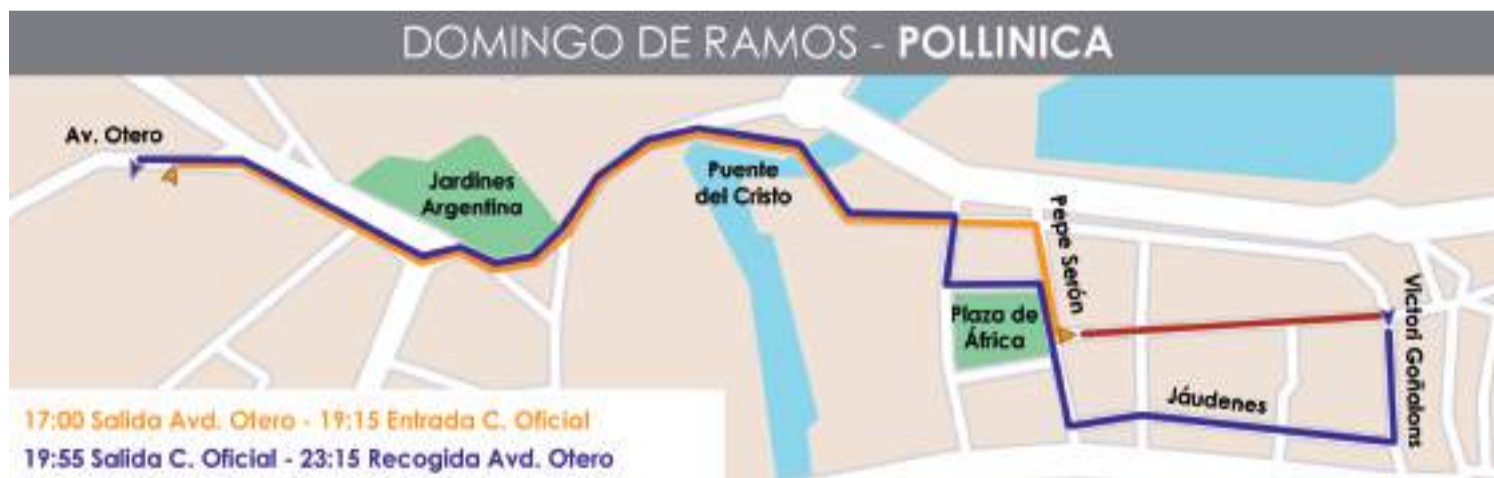 DOMINGO DE RAMOS - POLLINICA
Av. Otero
Jardines
Argentina
Puente
del Cristo
Pepe Serón
Plaza de
África
Victori Goñalons
Jáudenes
17:00 Salida Avd. Otero - 19:15 Entrada C. Oficial
19:55 Salida C. Oficial - 23:15 Recogida Avd. Otero